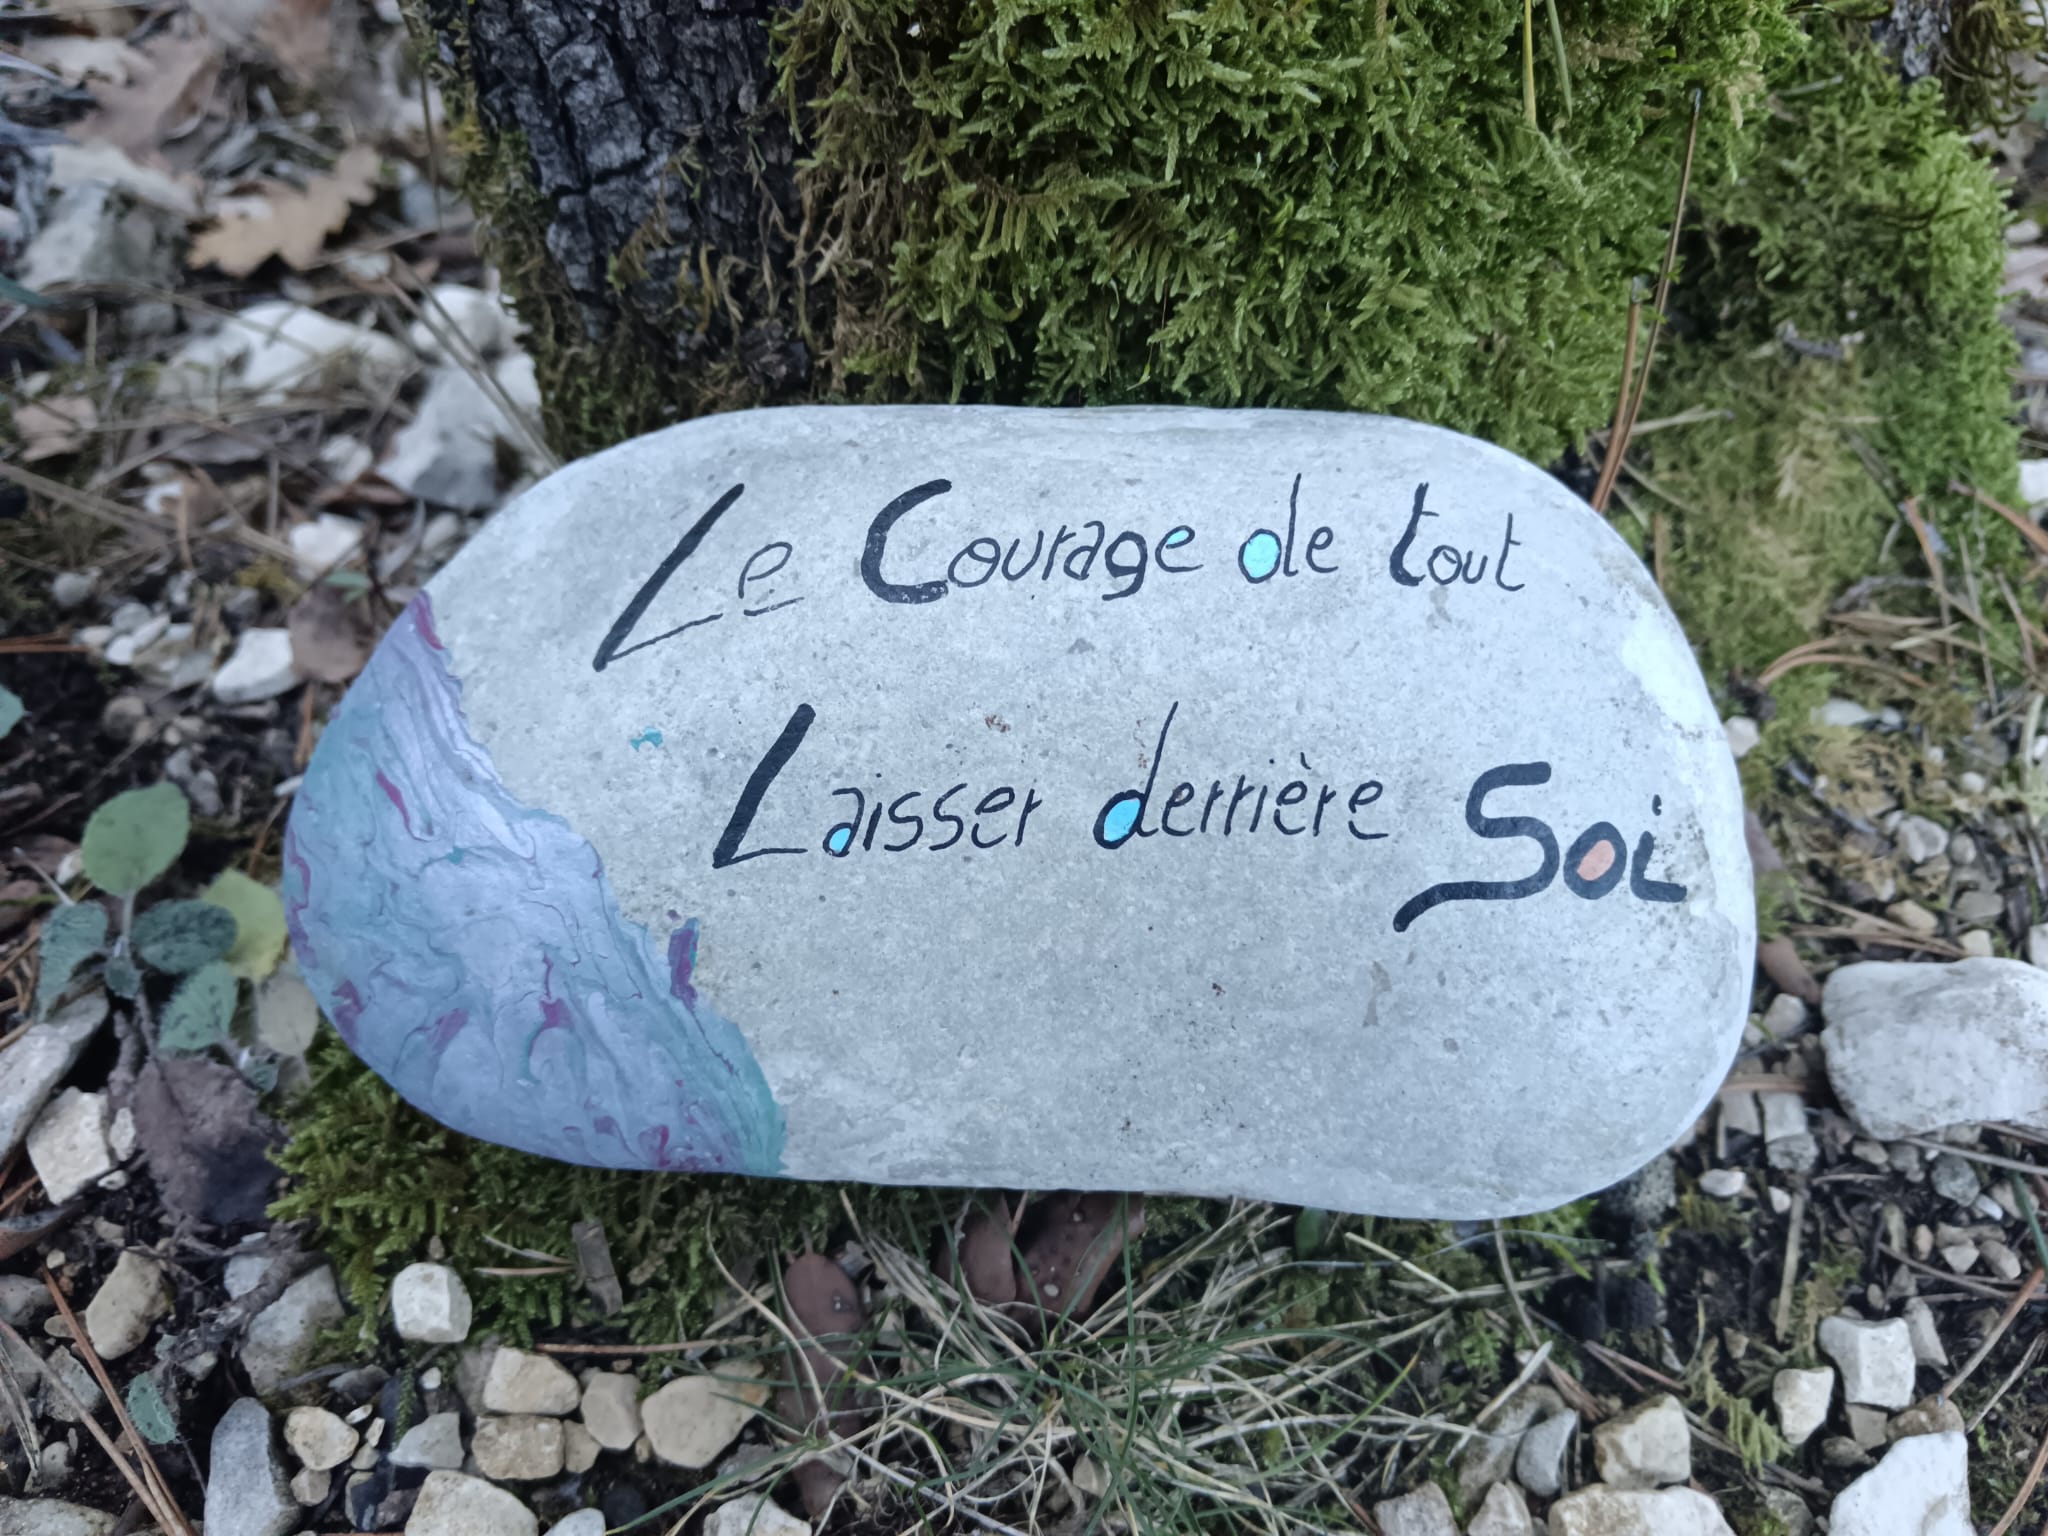 Le Courage de tout
Laisser derrière Soi